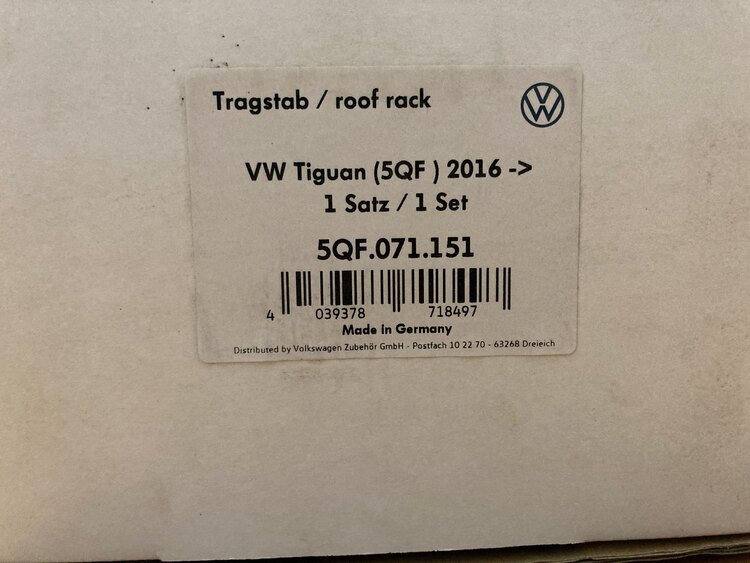 Tragstab / roof rack
VW Tiguan (5QF ) 2016 ->
1 Satz / 1 Set
5QF.071.151
4 039378 718497
Made in Germany
Distributed by Volkswagen Zubehör GmbH - Postfach 10 22 70 - 63268 Dreieich